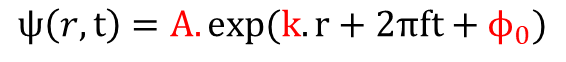 ψ(r,t) = A.exp(k.r + 2πft + ϕ₀)